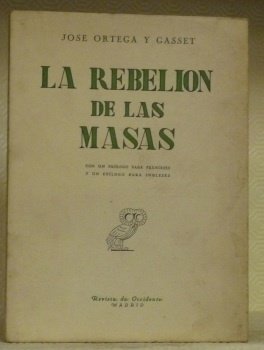 JOSE ORTEGA Y GASSET
LA REBELION
DE LAS
MASAS
CON UN PROLOGO PARA FRANCESES
Y UN EPILOGO PARA INGLESES
Revista de Occidente
MADRID